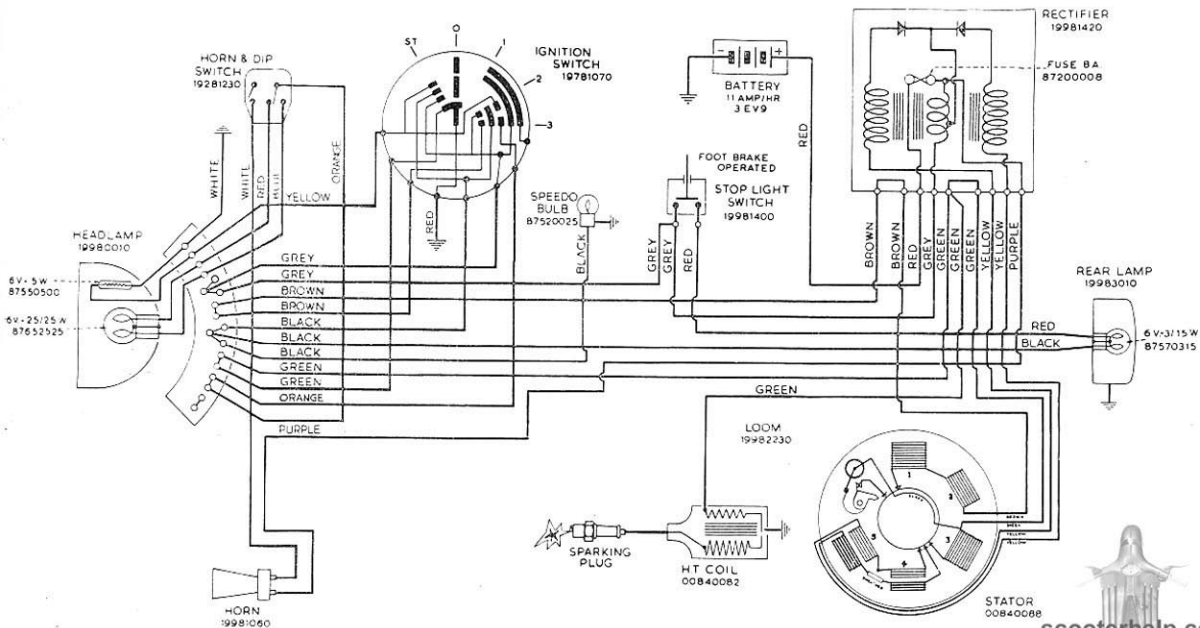 RECTIFIER
19981420
FUSE 8A
87200008
ST
O
1
2
3
IGNITION
SWITCH
19781070
HORN & DIP
SWITCH
19281230
- +
BATTERY
11 AMP/HR
3 EV9
RED
FOOT BRAKE
OPERATED
STOP LIGHT
SWITCH
19981400
WHITE
WHITE
RED
ORANGE
YELLOW
RED
SPEEDO
BULB
87520025
BLACK
GREY
GREY
RED
BROWN
BROWN
RED
GREY
GREEN
GREEN
GREEN
YELLOW
YELLOW
PURPLE
HEADLAMP
19980010
6V-5W
87550500
6V-25/25W
87652525
GREY
GREY
BROWN
BROWN
BLACK
BLACK
BLACK
GREEN
GREEN
ORANGE
PURPLE
REAR LAMP
19983010
RED
BLACK
6V-3/15W
87570315
GREEN
LOOM
19982230
1
2
3
4
5
SPARKING
PLUG
HT COIL
00840082
STATOR
00840088
HORN
19981060